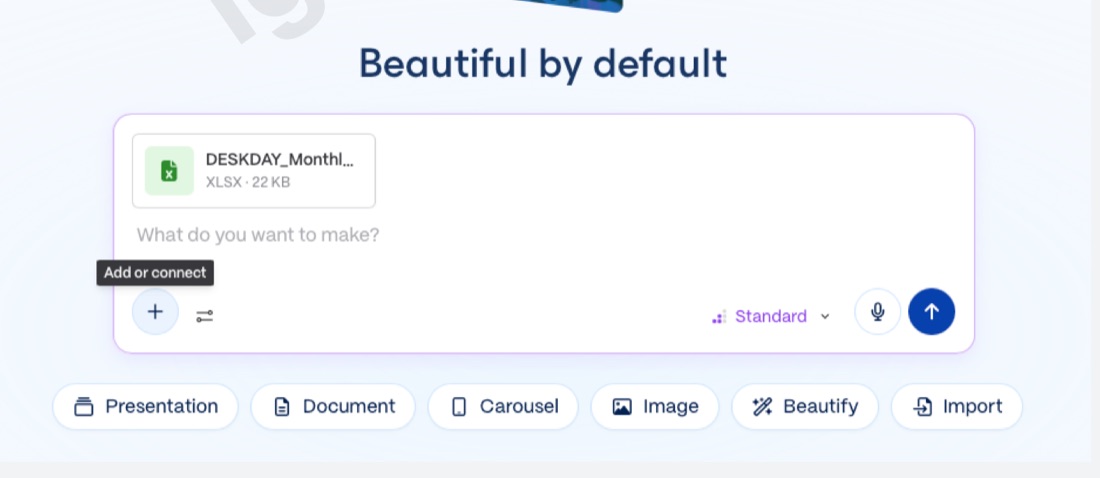 Beautiful by default
DESKDAY_Monthl...
XLSX · 22 KB
What do you want to make?
Add or connect
Standard
Presentation
Document
Carousel
Image
Beautify
Import